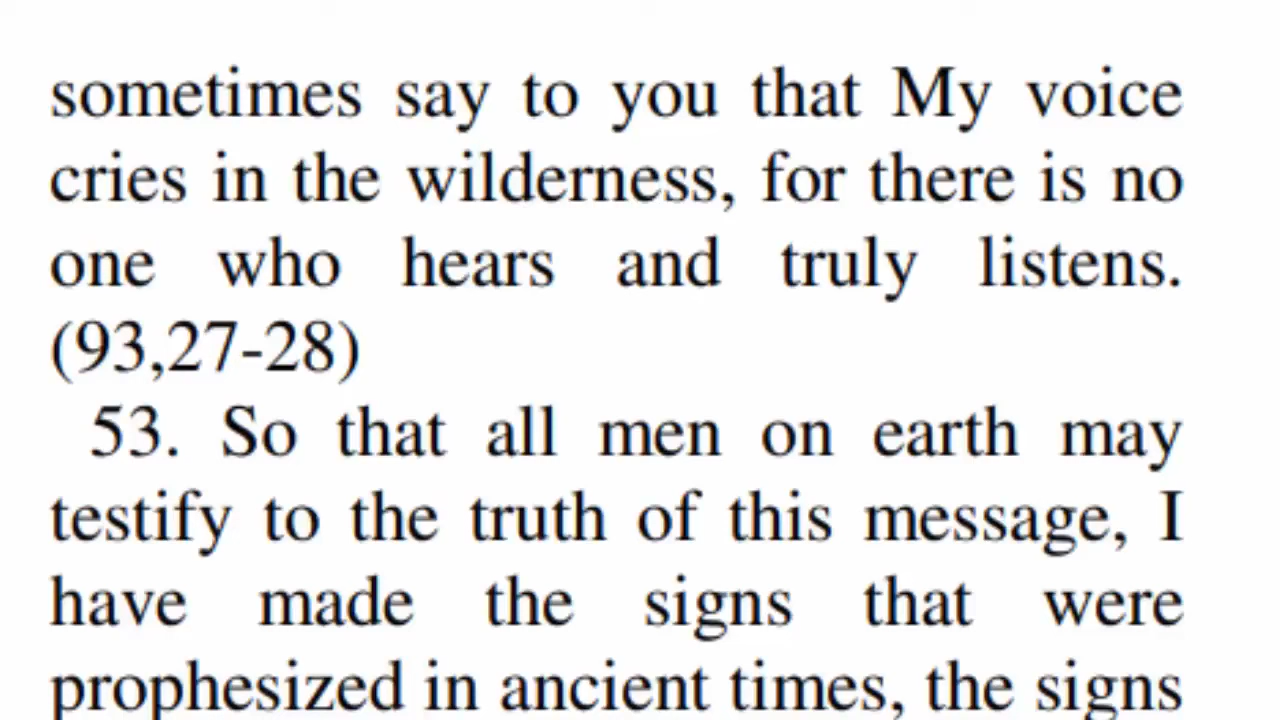 sometimes say to you that My voice
cries in the wilderness, for there is no
one who hears and truly listens.
(93,27-28)
53. So that all men on earth may
testify to the truth of this message, I
have made the signs that were
prophesized in ancient times, the signs